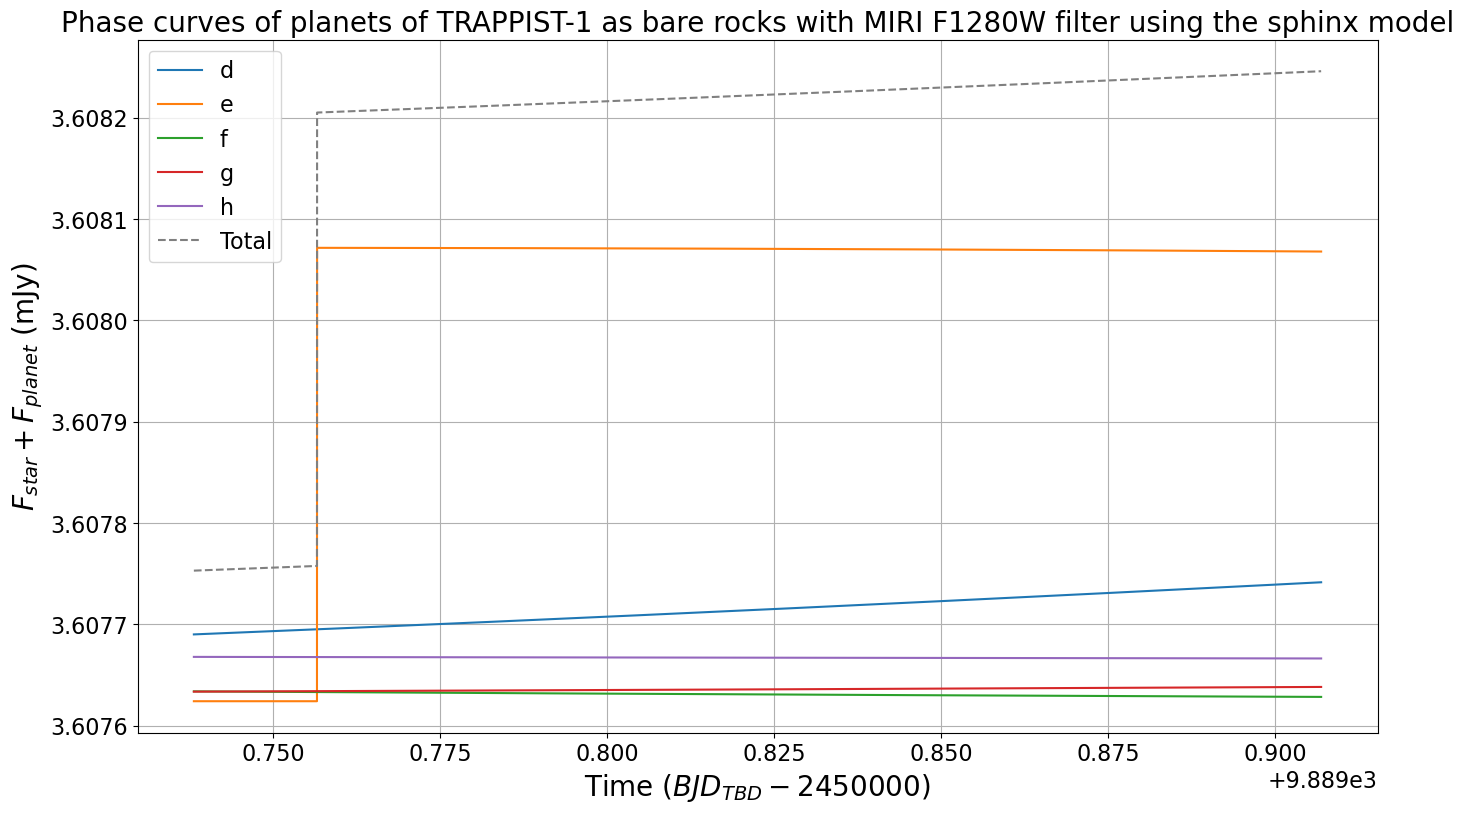 Phase curves of planets of TRAPPIST-1 as bare rocks with MIRI F1280W filter using the sphinx model
d
e
f
g
h
Total
3.6082
3.6081
3.6080
3.6079
3.6078
3.6077
3.6076
F_star + F_planet (mJy)
0.750 0.775 0.800 0.825 0.850 0.875 0.900
+9.889e3
Time (BJD_TBD − 2450000)